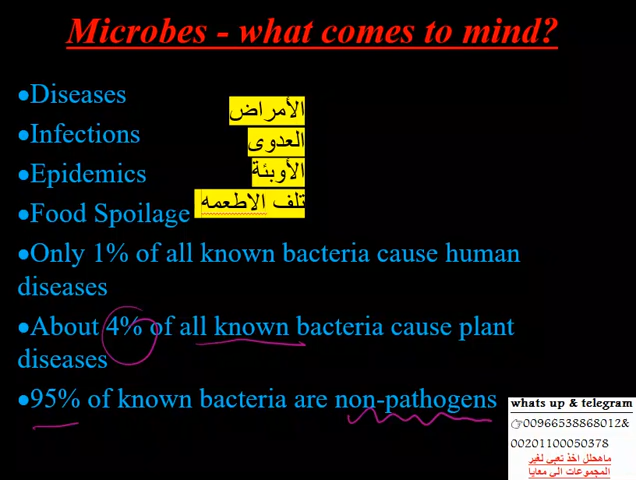 Microbes - what comes to mind?
•Diseases
•Infections
•Epidemics
•Food Spoilage
الأمراض
العدوى
الأوبئة
تلف الاطعمه
•Only 1% of all known bacteria cause human
diseases
•About 4% of all known bacteria cause plant
diseases
•95% of known bacteria are non-pathogens
whats up & telegram
☞00966538868012&
00201100050378
ماهحلل اخذ تعبى لغير
المجموعات الى معايا